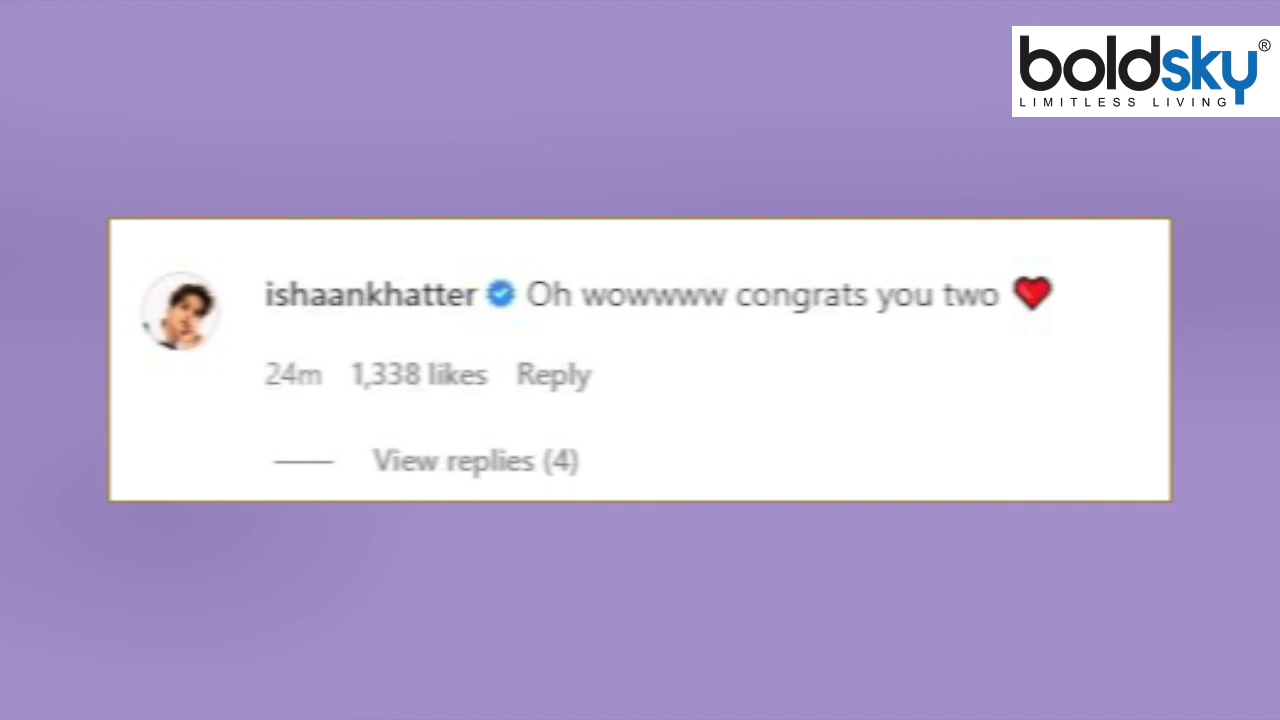 boldsky®
LIMITLESS LIVING
ishaankhatter Oh wowwww congrats you two ❤️
24m 1,338 likes Reply
View replies (4)